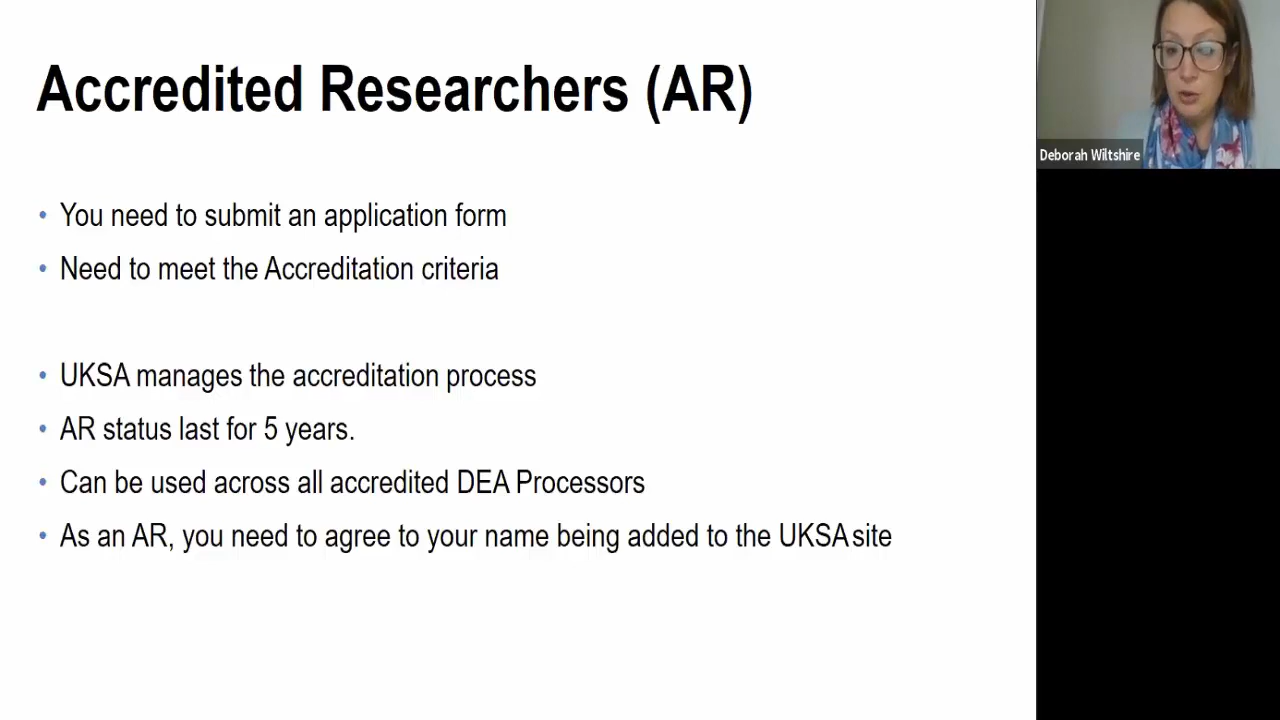 Accredited Researchers (AR)
• You need to submit an application form
• Need to meet the Accreditation criteria
• UKSA manages the accreditation process
• AR status last for 5 years.
• Can be used across all accredited DEA Processors
• As an AR, you need to agree to your name being added to the UKSA site
Deborah Wiltshire